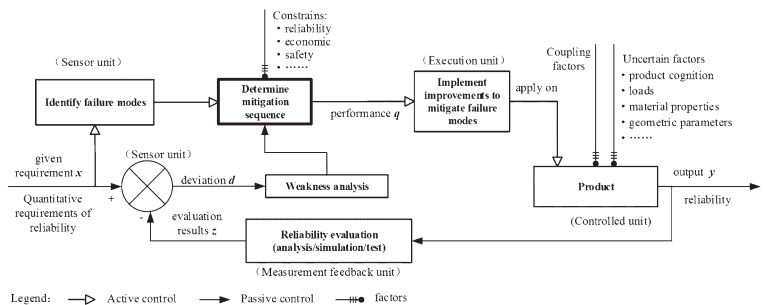 Constrains:
• reliability
• economic
• safety
• ······
(Sensor unit)
Identify failure modes
Determine
mitigation
sequence
performance q
(Execution unit)
Implement
improvements to
mitigate failure
modes
apply on
Coupling
factors
Uncertain factors
• product cognition
• loads
• material properties
• geometric parameters
• ······
given
requirement x
Quantitative
requirements of
reliability
(Sensor unit)
+
-
deviation d
Weakness analysis
evaluation
results z
Reliability evaluation
(analysis/simulation/test)
(Measurement feedback unit)
Product
(Controlled unit)
output y
reliability
Legend: Active control Passive control factors